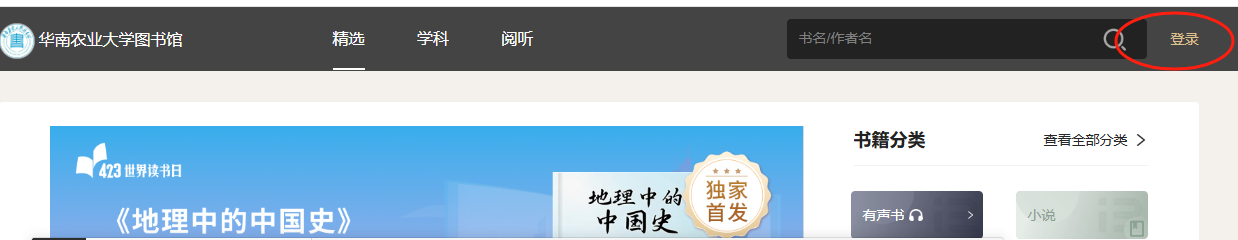 華南农业大学图书馆
精选
学科
阅听
书名/作者名
登录
423 世界读书日
《地理中的中国史》
地理中的
中国史
独家
首发
书籍分类
查看全部分类
有声书
小说